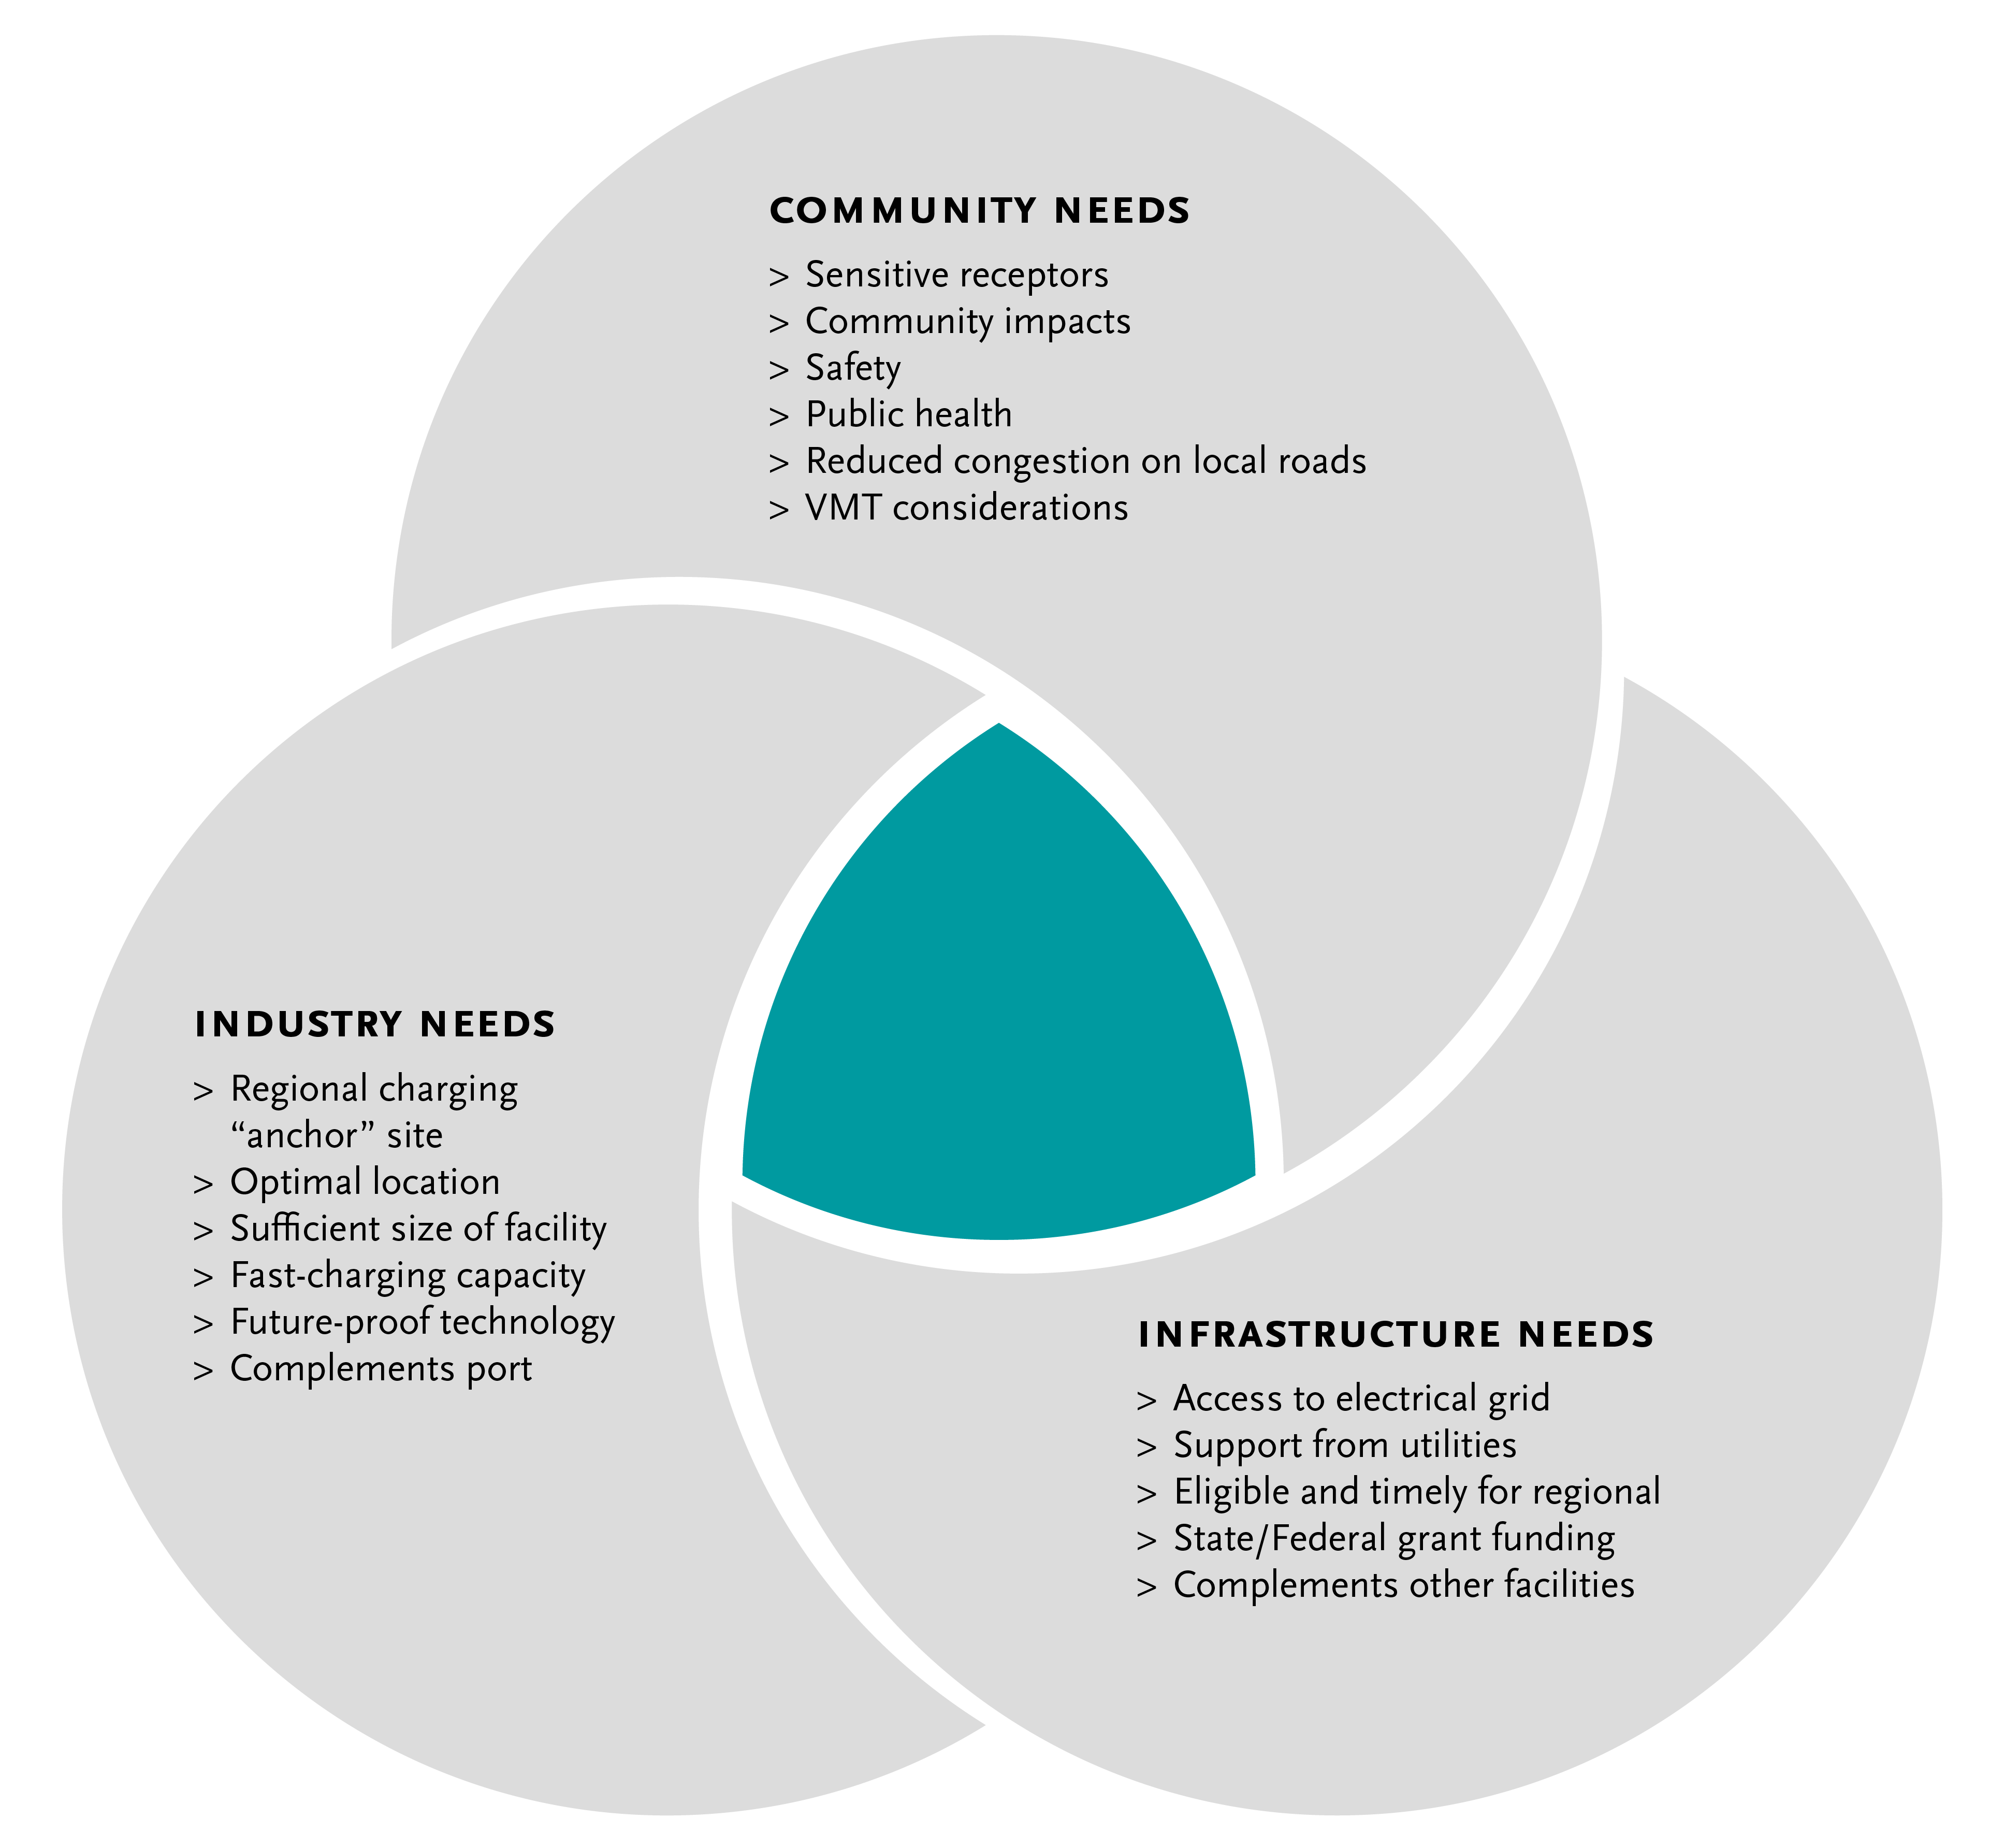 COMMUNITY NEEDS
> Sensitive receptors
> Community impacts
> Safety
> Public health
> Reduced congestion on local roads
> VMT considerations
INDUSTRY NEEDS
> Regional charging
“anchor” site
> Optimal location
> Sufficient size of facility
> Fast-charging capacity
> Future-proof technology
> Complements port
INFRASTRUCTURE NEEDS
> Access to electrical grid
> Support from utilities
> Eligible and timely for regional
> State/Federal grant funding
> Complements other facilities